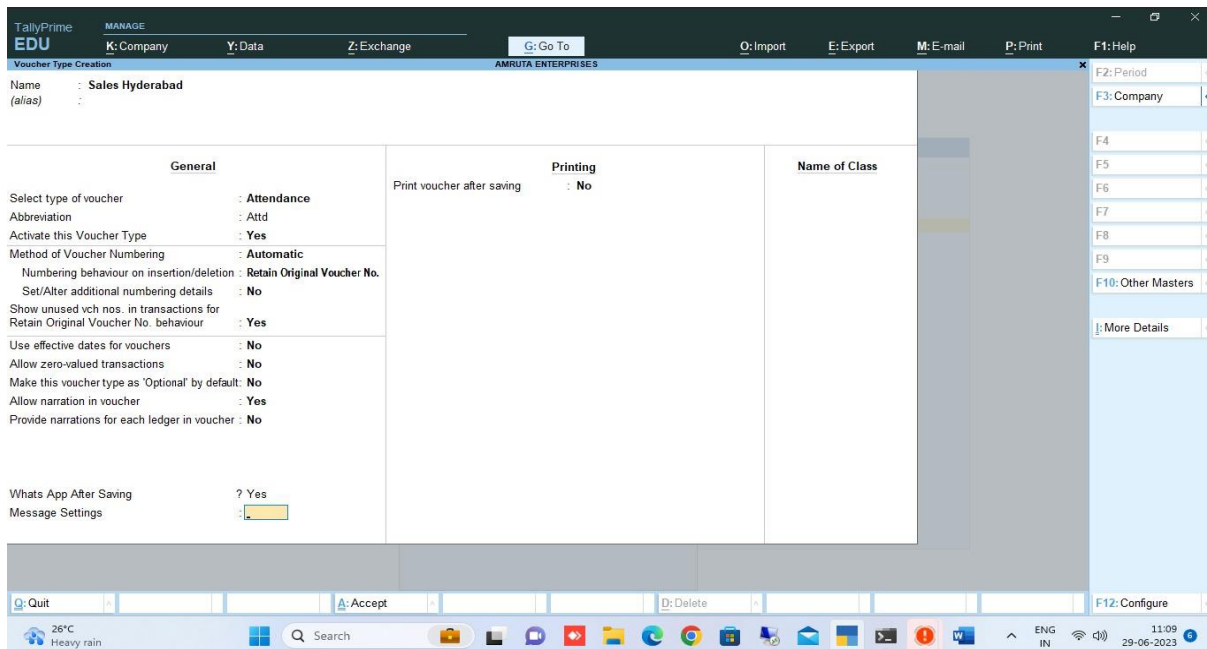 TallyPrime MANAGE
EDU K: Company Y: Data Z: Exchange G: Go To O: Import E: Export M: E-mail P: Print F1: Help
Voucher Type Creation AMRUTA ENTERPRISES x
F2: Period
Name : Sales Hyderabad
(alias) :
F3: Company
F4
General Printing Name of Class
F5
Print voucher after saving : No
Select type of voucher : Attendance
F6
Abbreviation : Attd
F7
Activate this Voucher Type : Yes
F8
Method of Voucher Numbering : Automatic
F9
Numbering behaviour on insertion/deletion : Retain Original Voucher No.
F10: Other Masters
Set/Alter additional numbering details : No
Show unused vch nos. in transactions for
Retain Original Voucher No. behaviour : Yes
I: More Details
Use effective dates for vouchers : No
Allow zero-valued transactions : No
Make this voucher type as 'Optional' by default: No
Allow narration in voucher : Yes
Provide narrations for each ledger in voucher : No
Whats App After Saving ? Yes
Message Settings :
Q: Quit A: Accept D: Delete F12: Configure
26°C
Heavy rain
Search
ENG
IN
11:09
29-06-2023
6